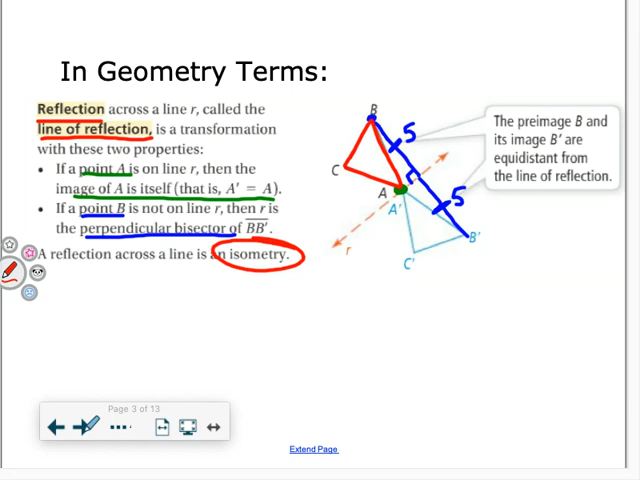 In Geometry Terms:
Reflection across a line r, called the
line of reflection, is a transformation
with these two properties:
• If a point A is on line r, then the
image of A is itself (that is, A′ = A).
• If a point B is not on line r, then r is
the perpendicular bisector of BB′.
A reflection across a line is an isometry.
B
5
C
A
A′
5
B′
C′
r
The preimage B and
its image B′ are
equidistant from
the line of reflection.
Page 3 of 13
Extend Page